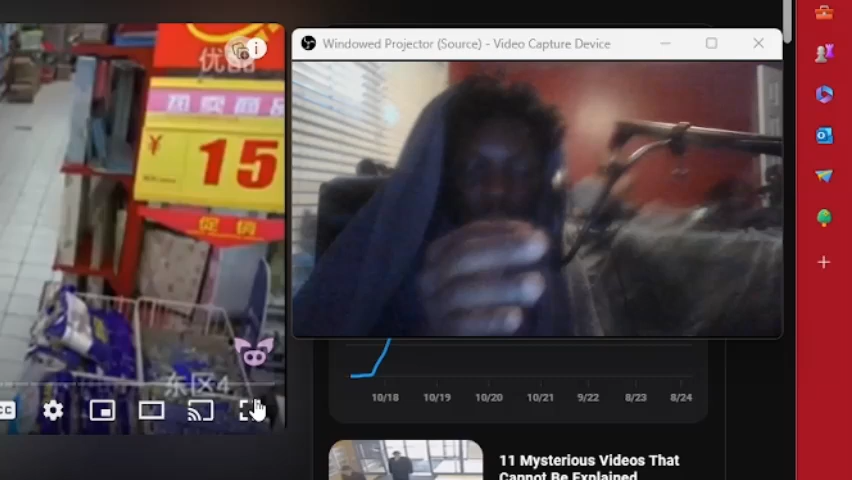 Windowed Projector (Source) - Video Capture Device
优品
¥ 15
东区4
CC
10/18 10/19 10/20 10/21 9/22 8/23 8/24
11 Mysterious Videos That
Cannot Be Explained